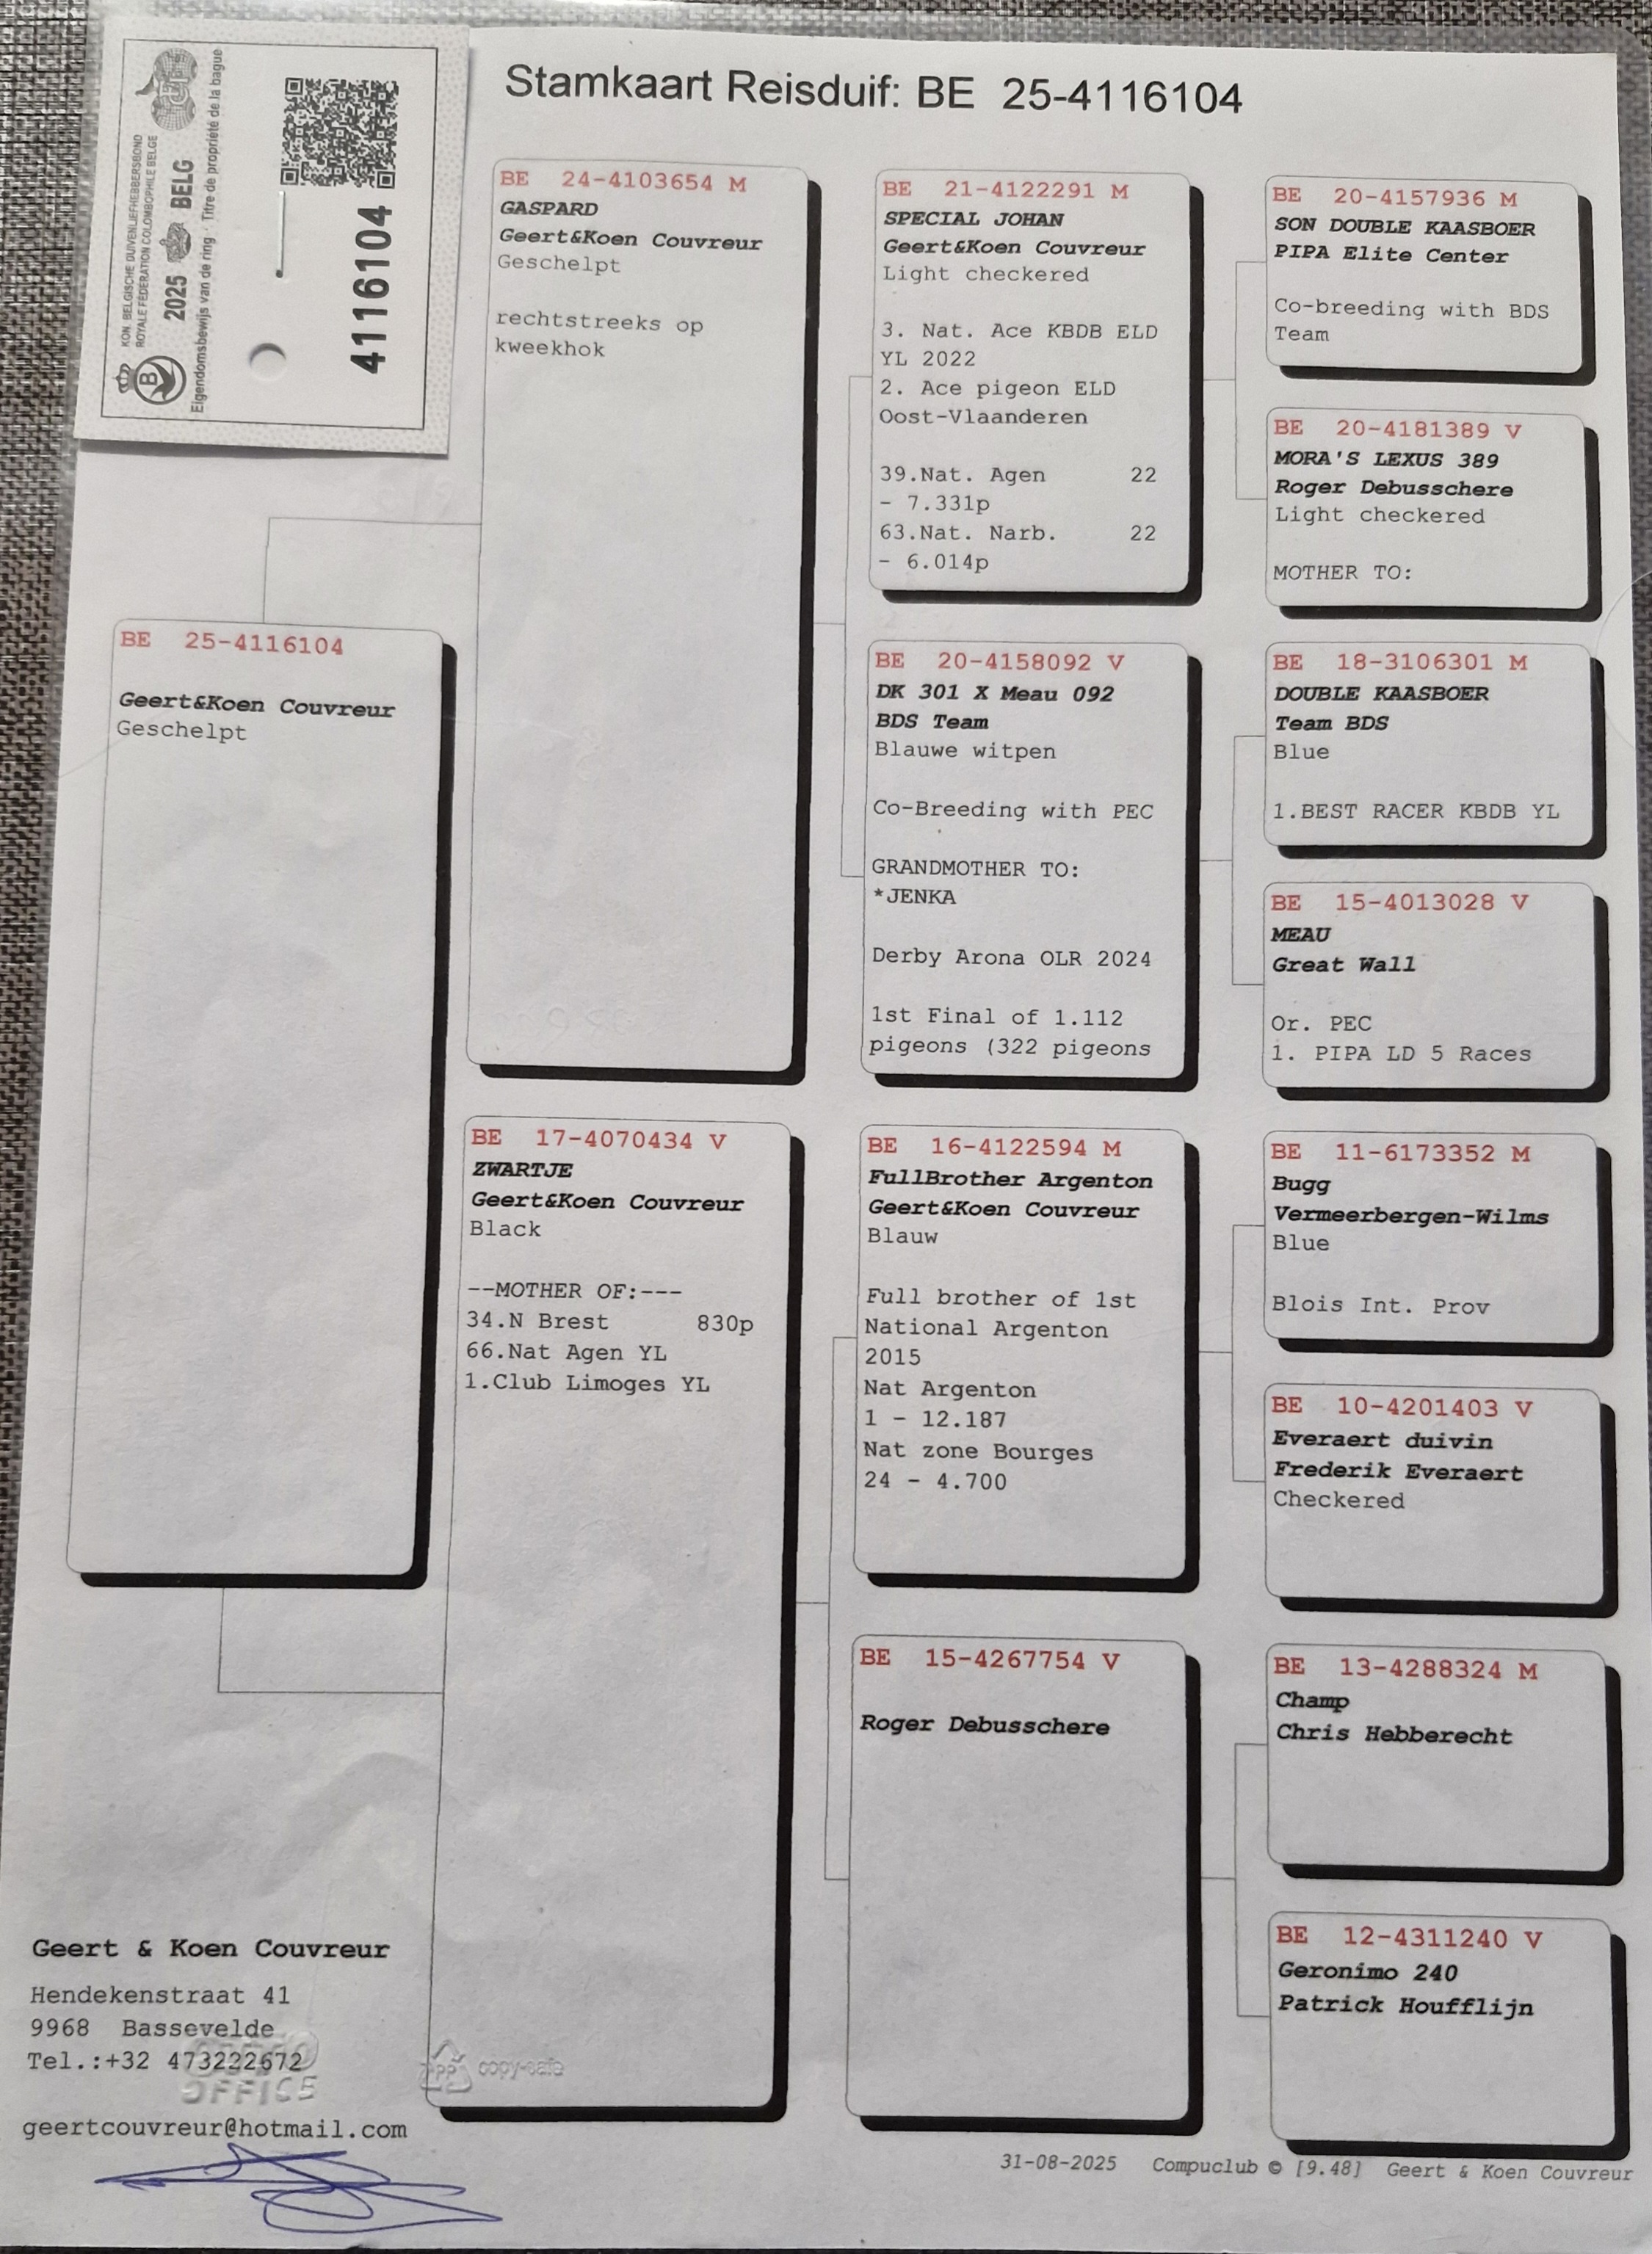 KON. BELGISCHE DUIVENLIEFHEBBERSBOND
ROYALE FÉDÉRATION COLOMBOPHILE BELGE
2025 BELG
Eigendomsbewijs van de ring - Titre de propriété de la bague
4116104
Stamkaart Reisduif: BE 25-4116104
BE 25-4116104
Geert&Koen Couvreur
Geschelpt
BE 24-4103654 M
GASPARD
Geert&Koen Couvreur
Geschelpt
rechtstreeks op
kweekhok
BE 17-4070434 V
ZWARTJE
Geert&Koen Couvreur
Black
--MOTHER OF:---
34.N Brest 830p
66.Nat Agen YL
1.Club Limoges YL
BE 21-4122291 M
SPECIAL JOHAN
Geert&Koen Couvreur
Light checkered
3. Nat. Ace KBDB ELD
YL 2022
2. Ace pigeon ELD
Oost-Vlaanderen
39.Nat. Agen 22
- 7.331p
63.Nat. Narb. 22
- 6.014p
BE 20-4158092 V
DK 301 X Meau 092
BDS Team
Blauwe witpen
Co-Breeding with PEC
GRANDMOTHER TO:
*JENKA
Derby Arona OLR 2024
1st Final of 1.112
pigeons (322 pigeons
BE 16-4122594 M
FullBrother Argenton
Geert&Koen Couvreur
Blauw
Full brother of 1st
National Argenton
2015
Nat Argenton
1 - 12.187
Nat zone Bourges
24 - 4.700
BE 15-4267754 V
Roger Debusschere
BE 20-4157936 M
SON DOUBLE KAASBOER
PIPA Elite Center
Co-breeding with BDS
Team
BE 20-4181389 V
MORA'S LEXUS 389
Roger Debusschere
Light checkered
MOTHER TO:
BE 18-3106301 M
DOUBLE KAASBOER
Team BDS
Blue
1.BEST RACER KBDB YL
BE 15-4013028 V
MEAU
Great Wall
Or. PEC
1. PIPA LD 5 Races
BE 11-6173352 M
Bugg
Vermeerbergen-Wilms
Blue
Blois Int. Prov
BE 10-4201403 V
Everaert duivin
Frederik Everaert
Checkered
BE 13-4288324 M
Champ
Chris Hebberecht
BE 12-4311240 V
Geronimo 240
Patrick Houfflijn
Geert & Koen Couvreur
Hendekenstraat 41
9968 Bassevelde
Tel.:+32 473222672
OFFICE
PP copy-safe
geertcouvreur@hotmail.com
31-08-2025 Compuclub © [9.48] Geert & Koen Couvreur